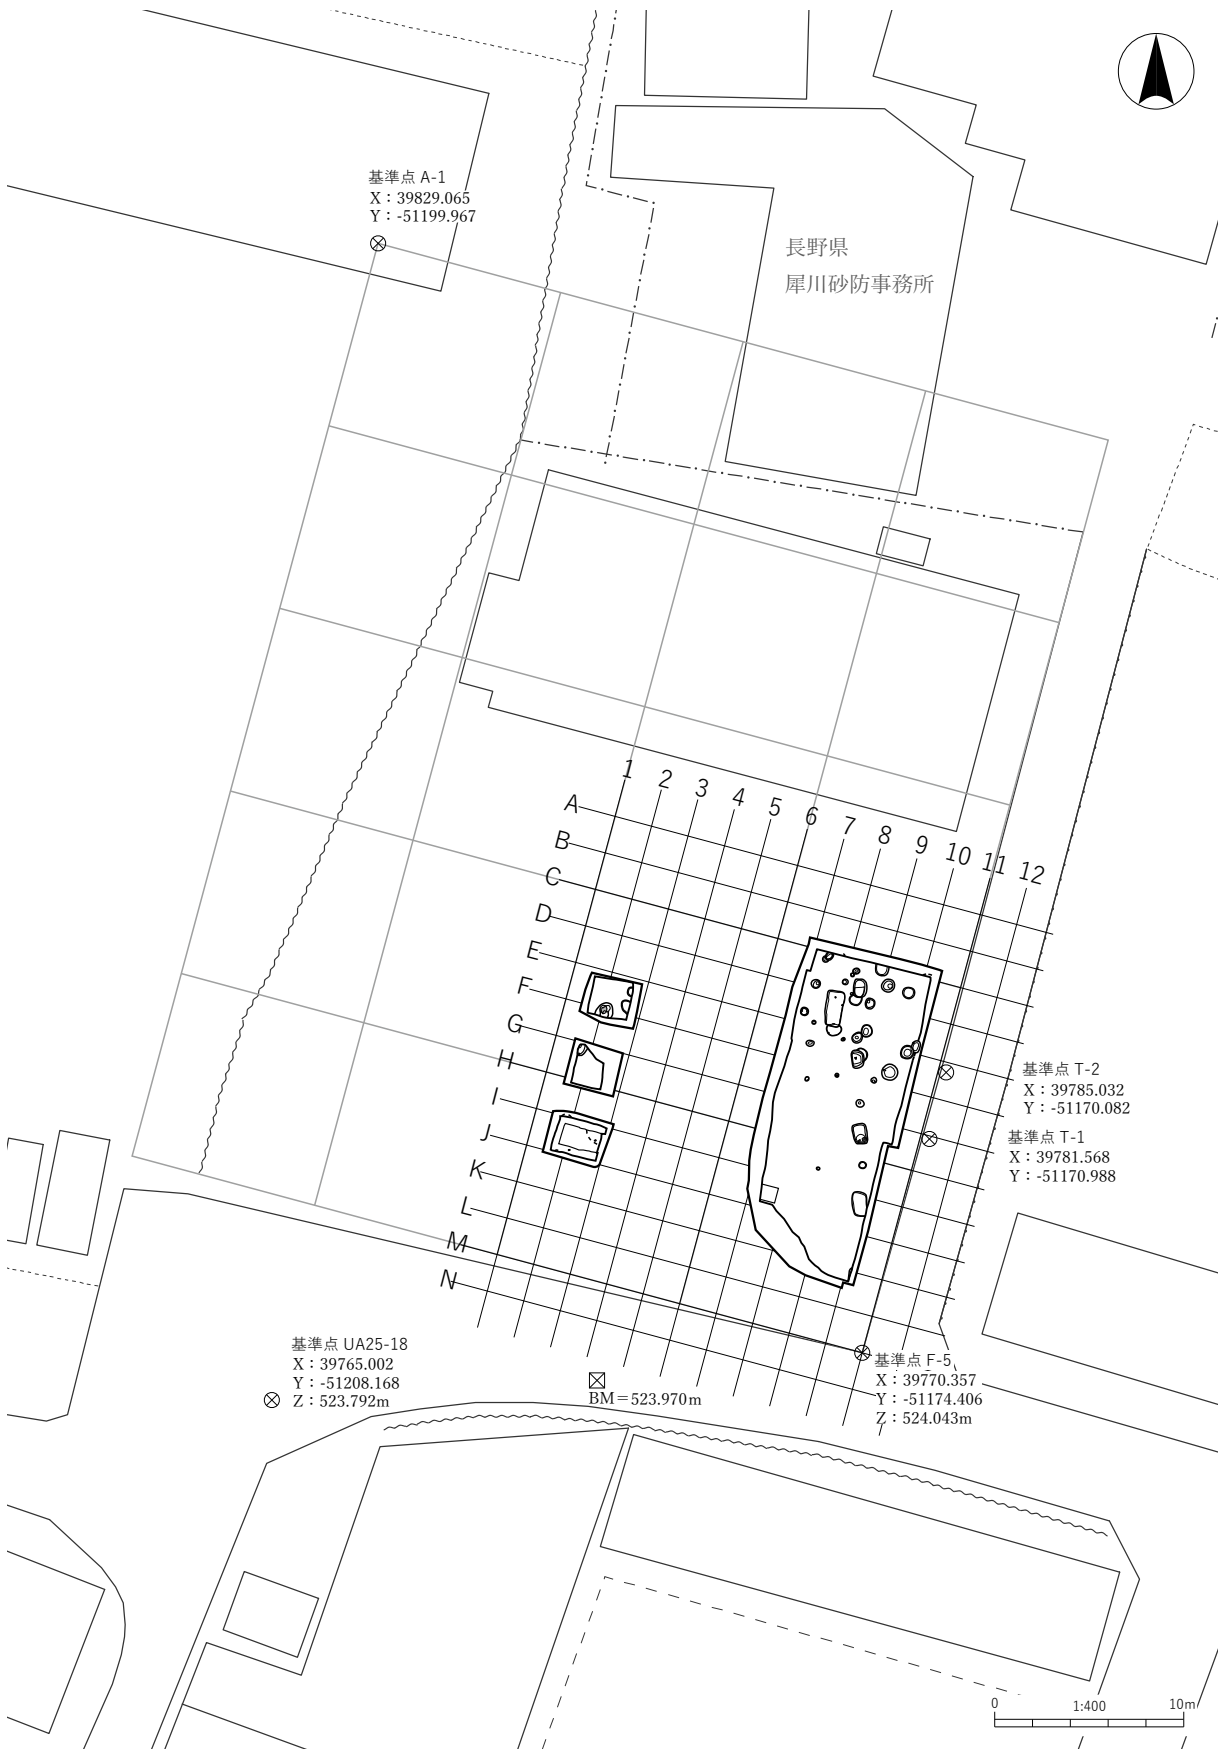 基準点 A-1
X：39829.065
Y：-51199.967
長野県
犀川砂防事務所
1
2
3
4
5
6
7
8
9
10
11
12
A
B
C
D
E
F
G
H
I
J
K
L
M
N
基準点 T-2
X：39785.032
Y：-51170.082
基準点 T-1
X：39781.568
Y：-51170.988
基準点 UA25-18
X：39765.002
Y：-51208.168
Z：523.792m
BM＝523.970m
基準点 F-5
X：39770.357
Y：-51174.406
Z：524.043m
0
1:400
10m